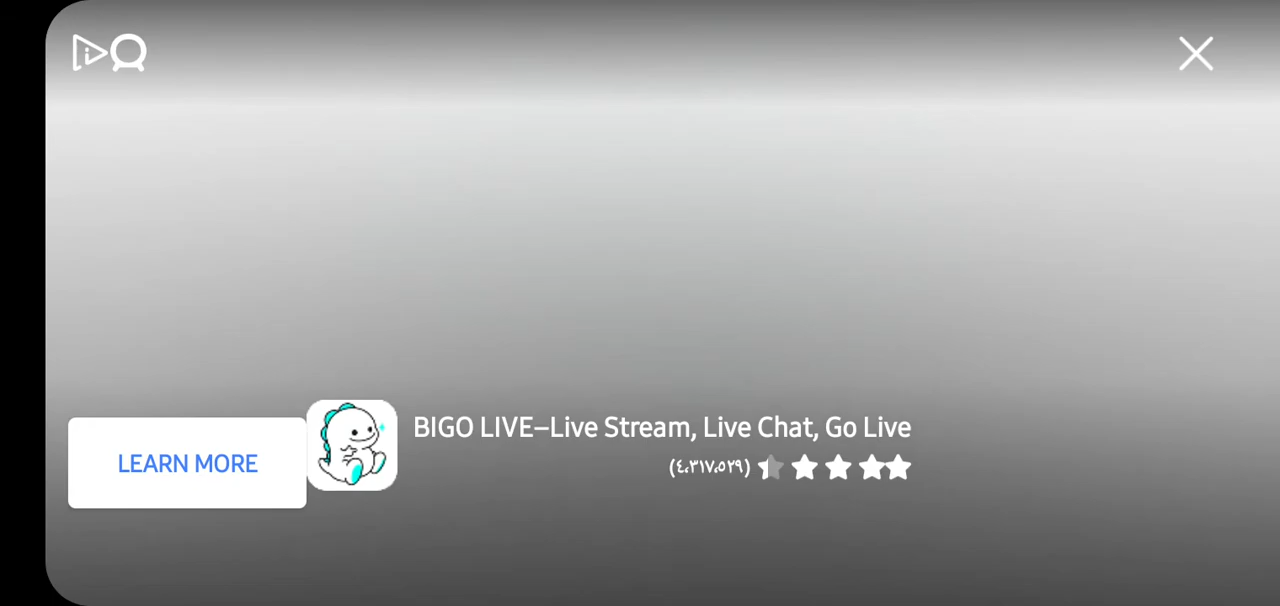 BIGO LIVE–Live Stream, Live Chat, Go Live
(٤،٣١٧،٥٢٩)
LEARN MORE